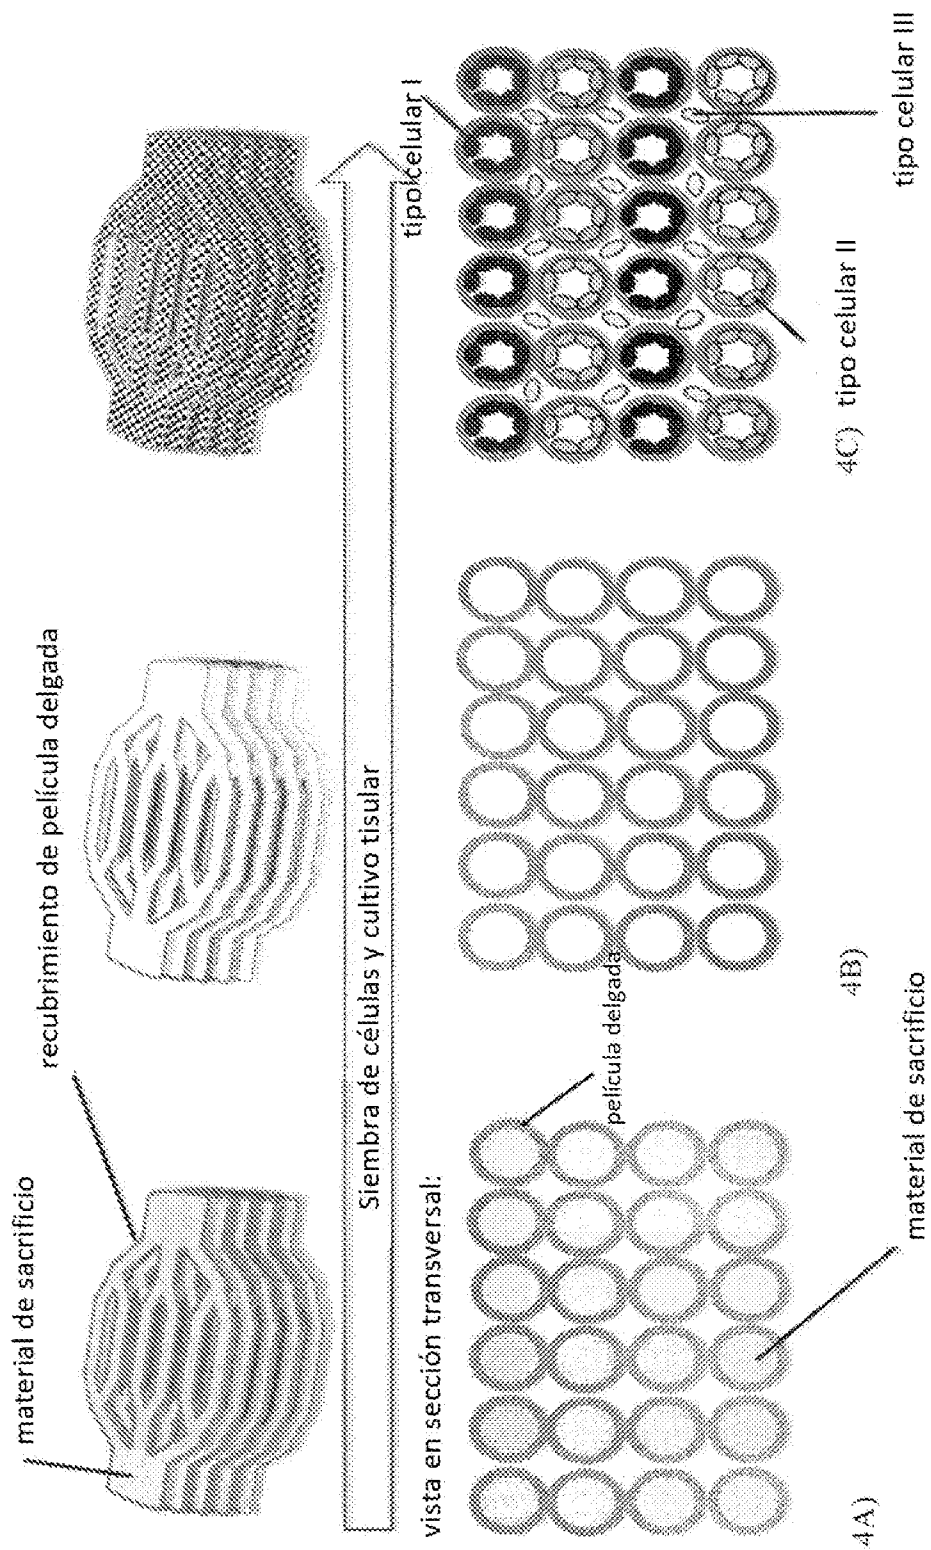 material de sacrificio
recubrimiento de película delgada
Siembra de células y cultivo tisular
vista en sección transversal:
tipo celular I
película delgada
material de sacrificio
tipo celular II
tipo celular III
4A)
4B)
4C)